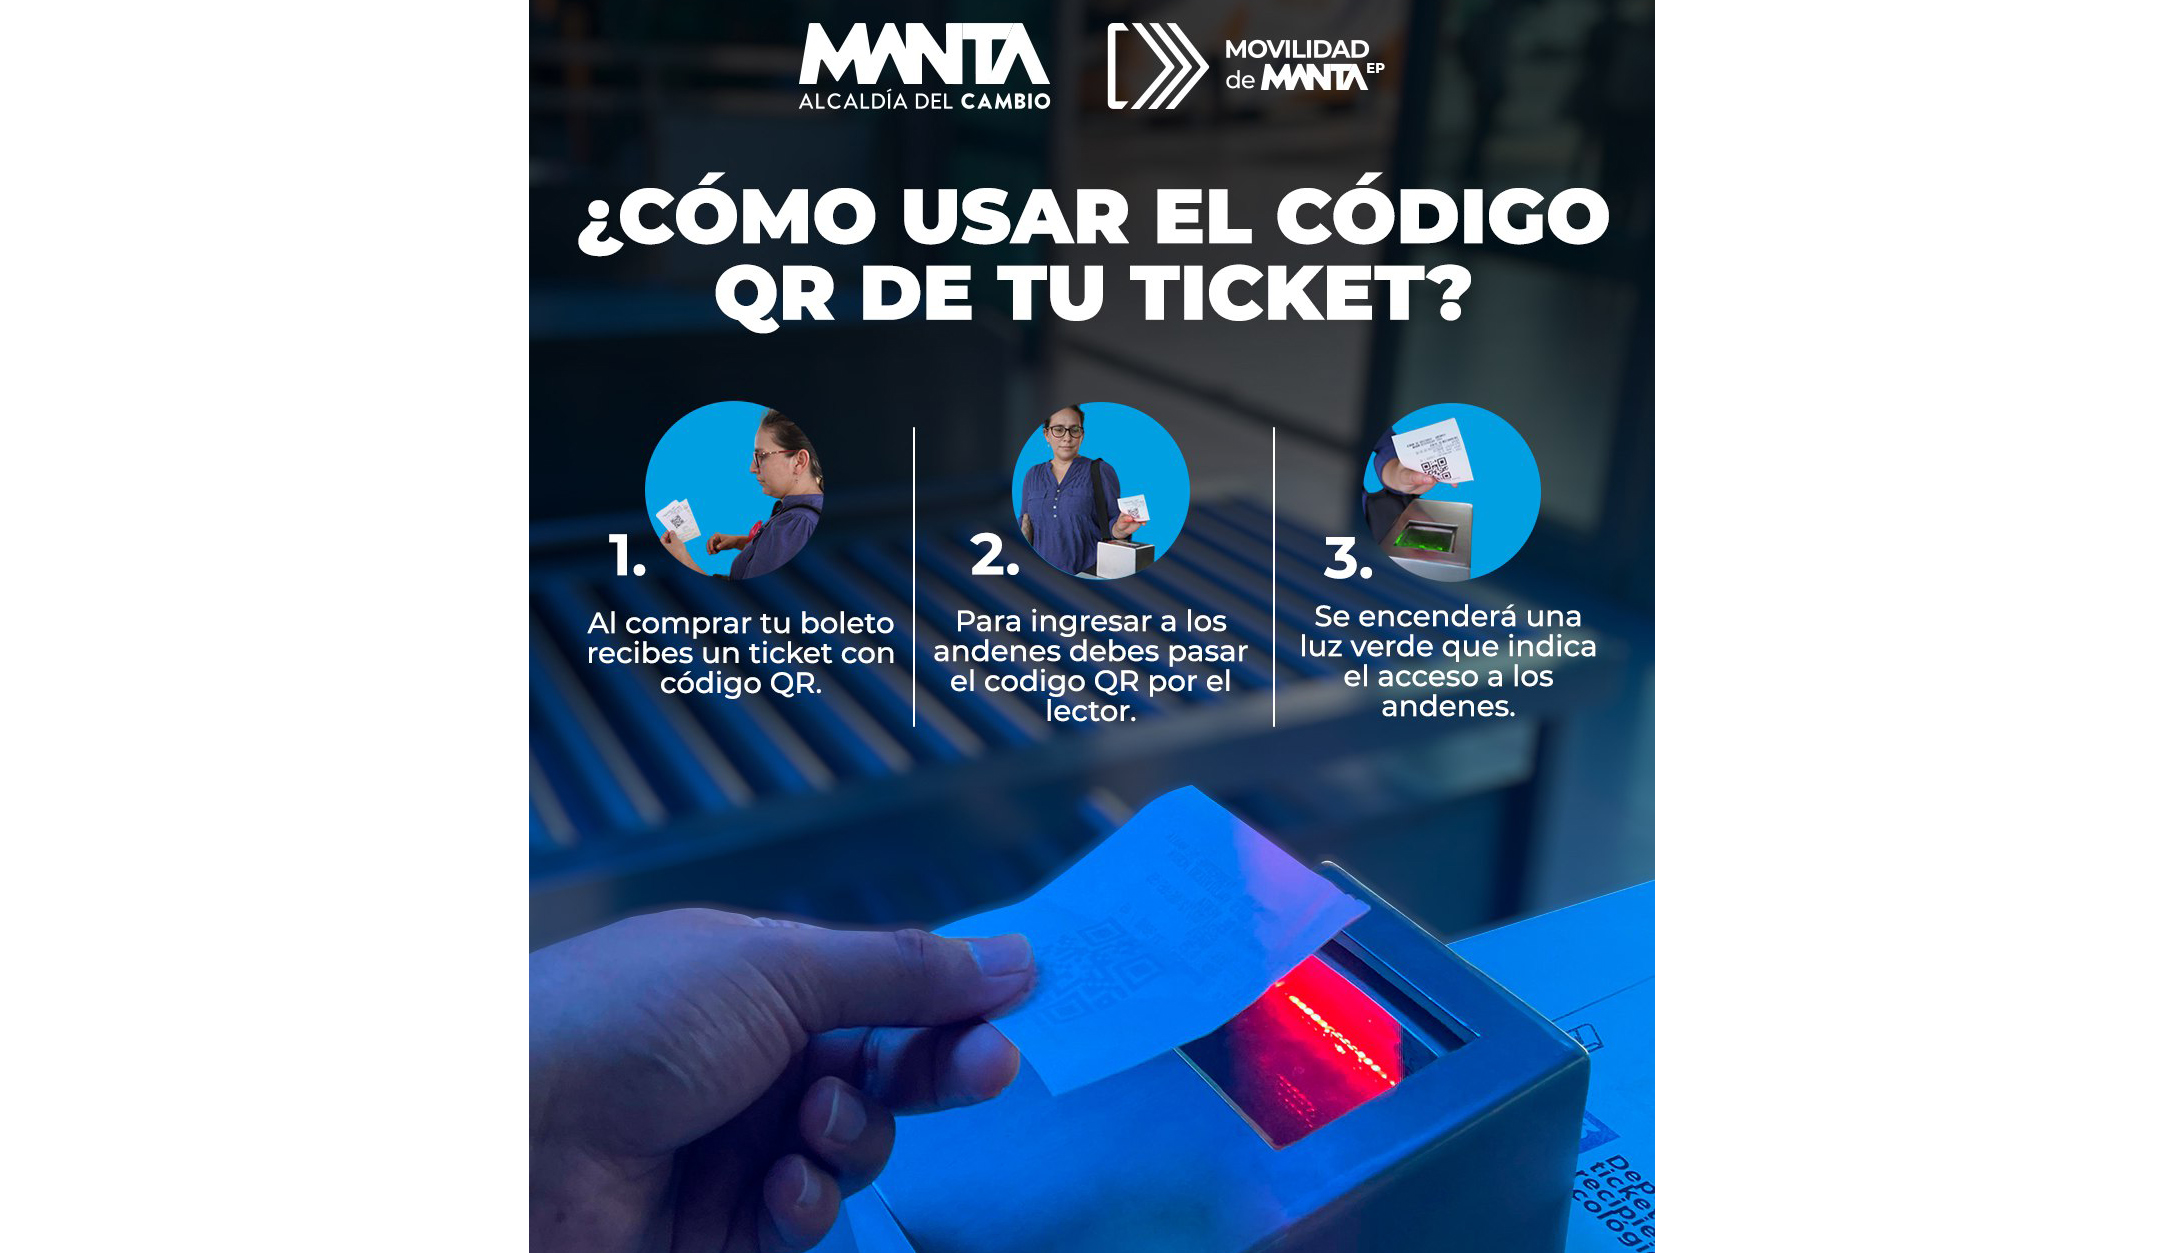 MANTA
ALCALDÍA DEL CAMBIO
MOVILIDAD
de MANTA EP
¿CÓMO USAR EL CÓDIGO
QR DE TU TICKET?
1.
Al comprar tu boleto
recibes un ticket con
código QR.
2.
Para ingresar a los
andenes debes pasar
el codigo QR por el
lector.
3.
Se encenderá una
luz verde que indica
el acceso a los
andenes.